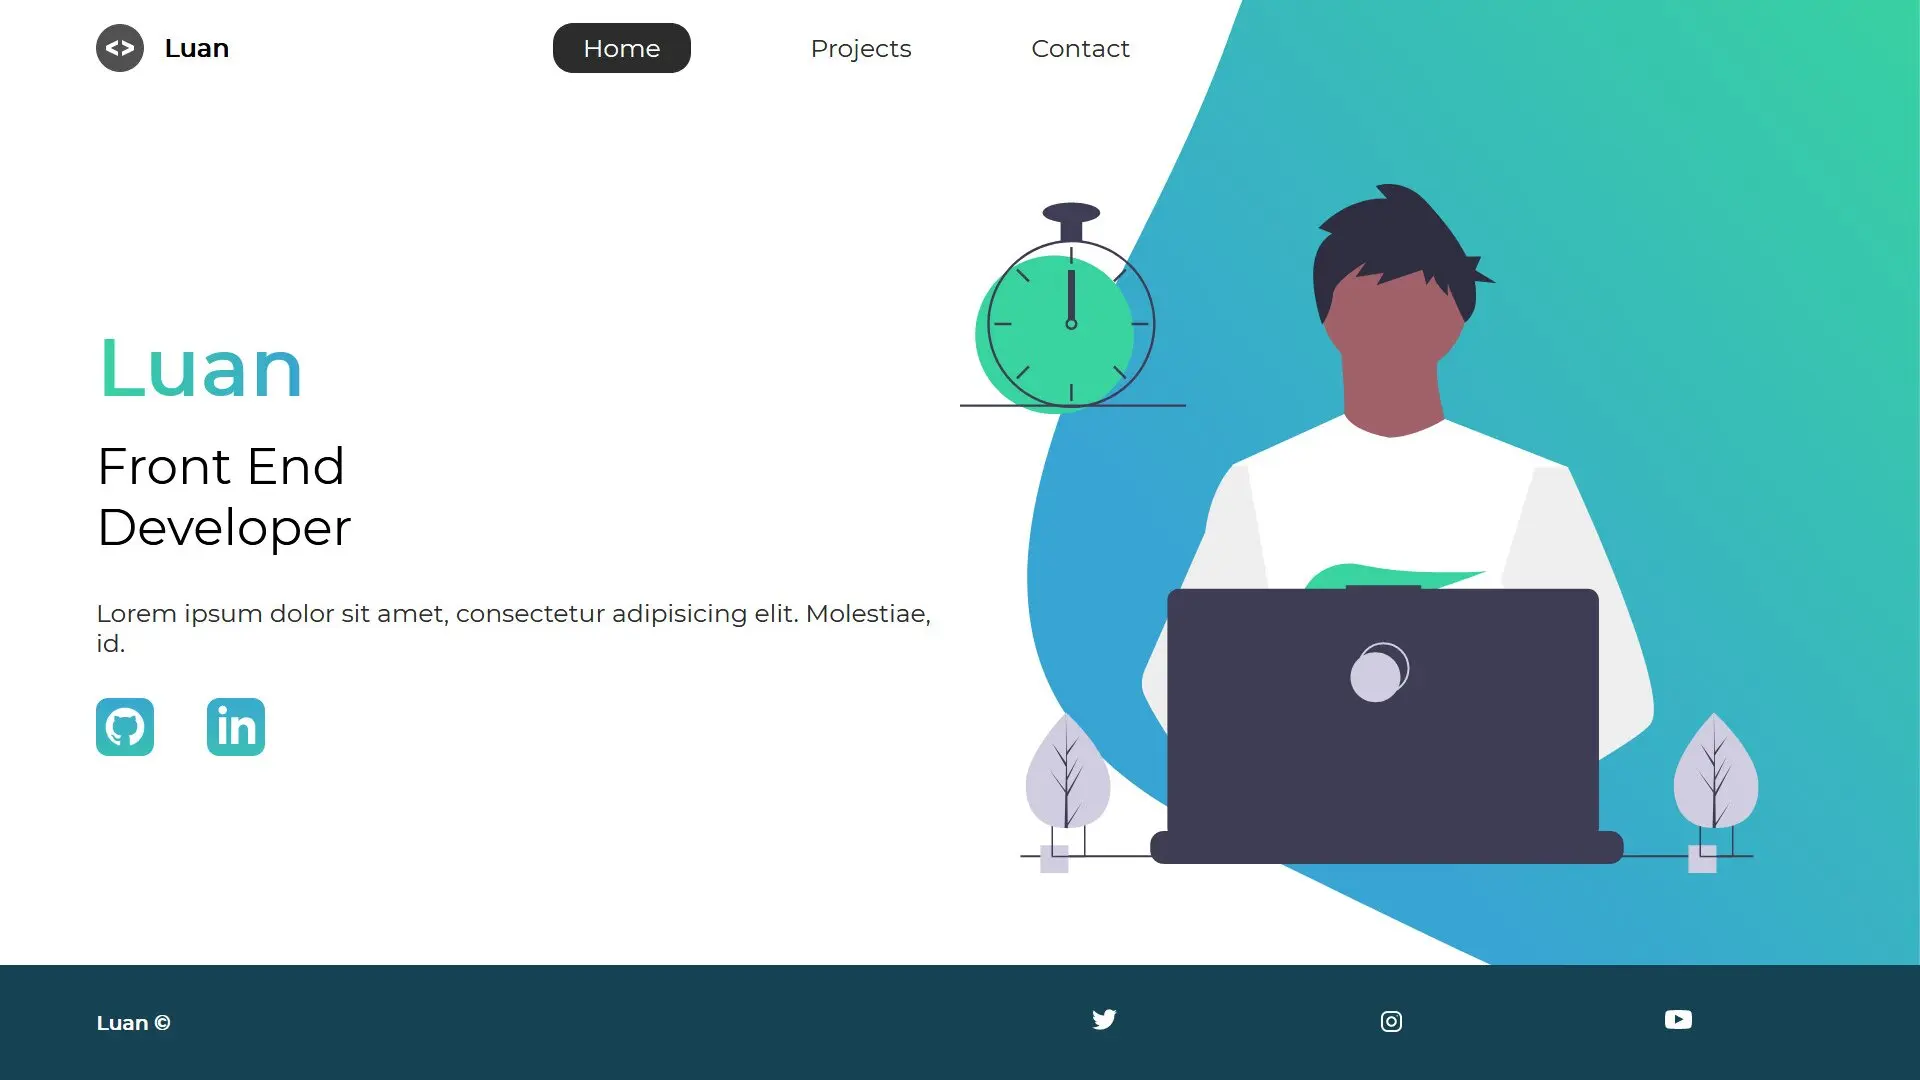 Luan
Home
Projects
Contact
Luan
Front End
Developer
Lorem ipsum dolor sit amet, consectetur adipisicing elit. Molestiae,
id.
in
Luan ©